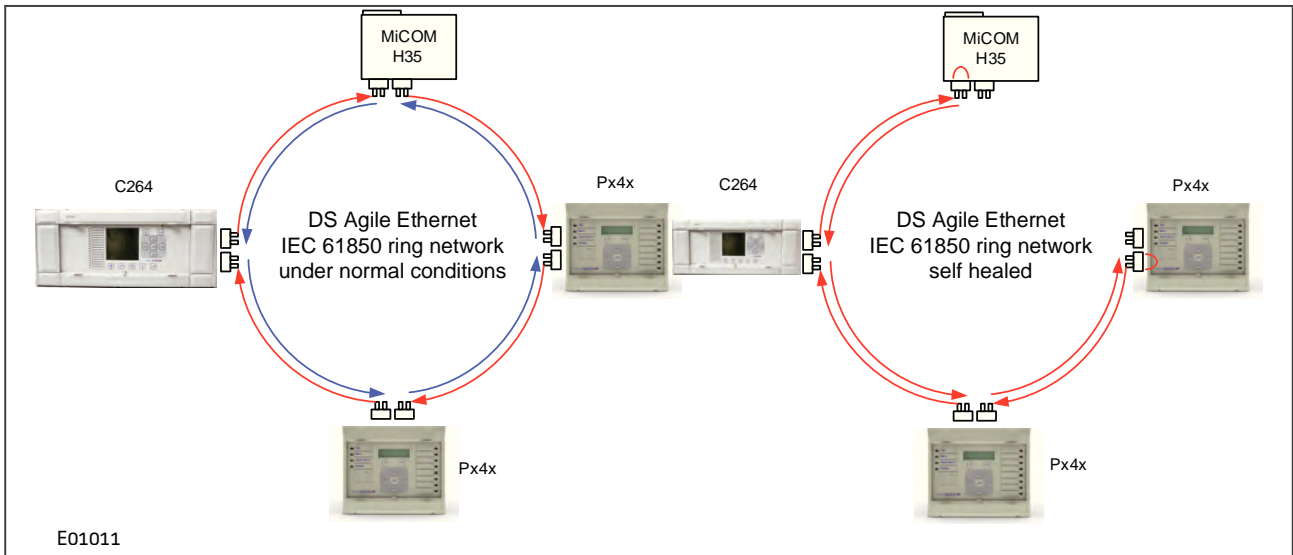 MiCOM
H35
C264
Px4x
DS Agile Ethernet
IEC 61850 ring network
under normal conditions
Px4x
MiCOM
H35
C264
Px4x
DS Agile Ethernet
IEC 61850 ring network
self healed
Px4x
E01011